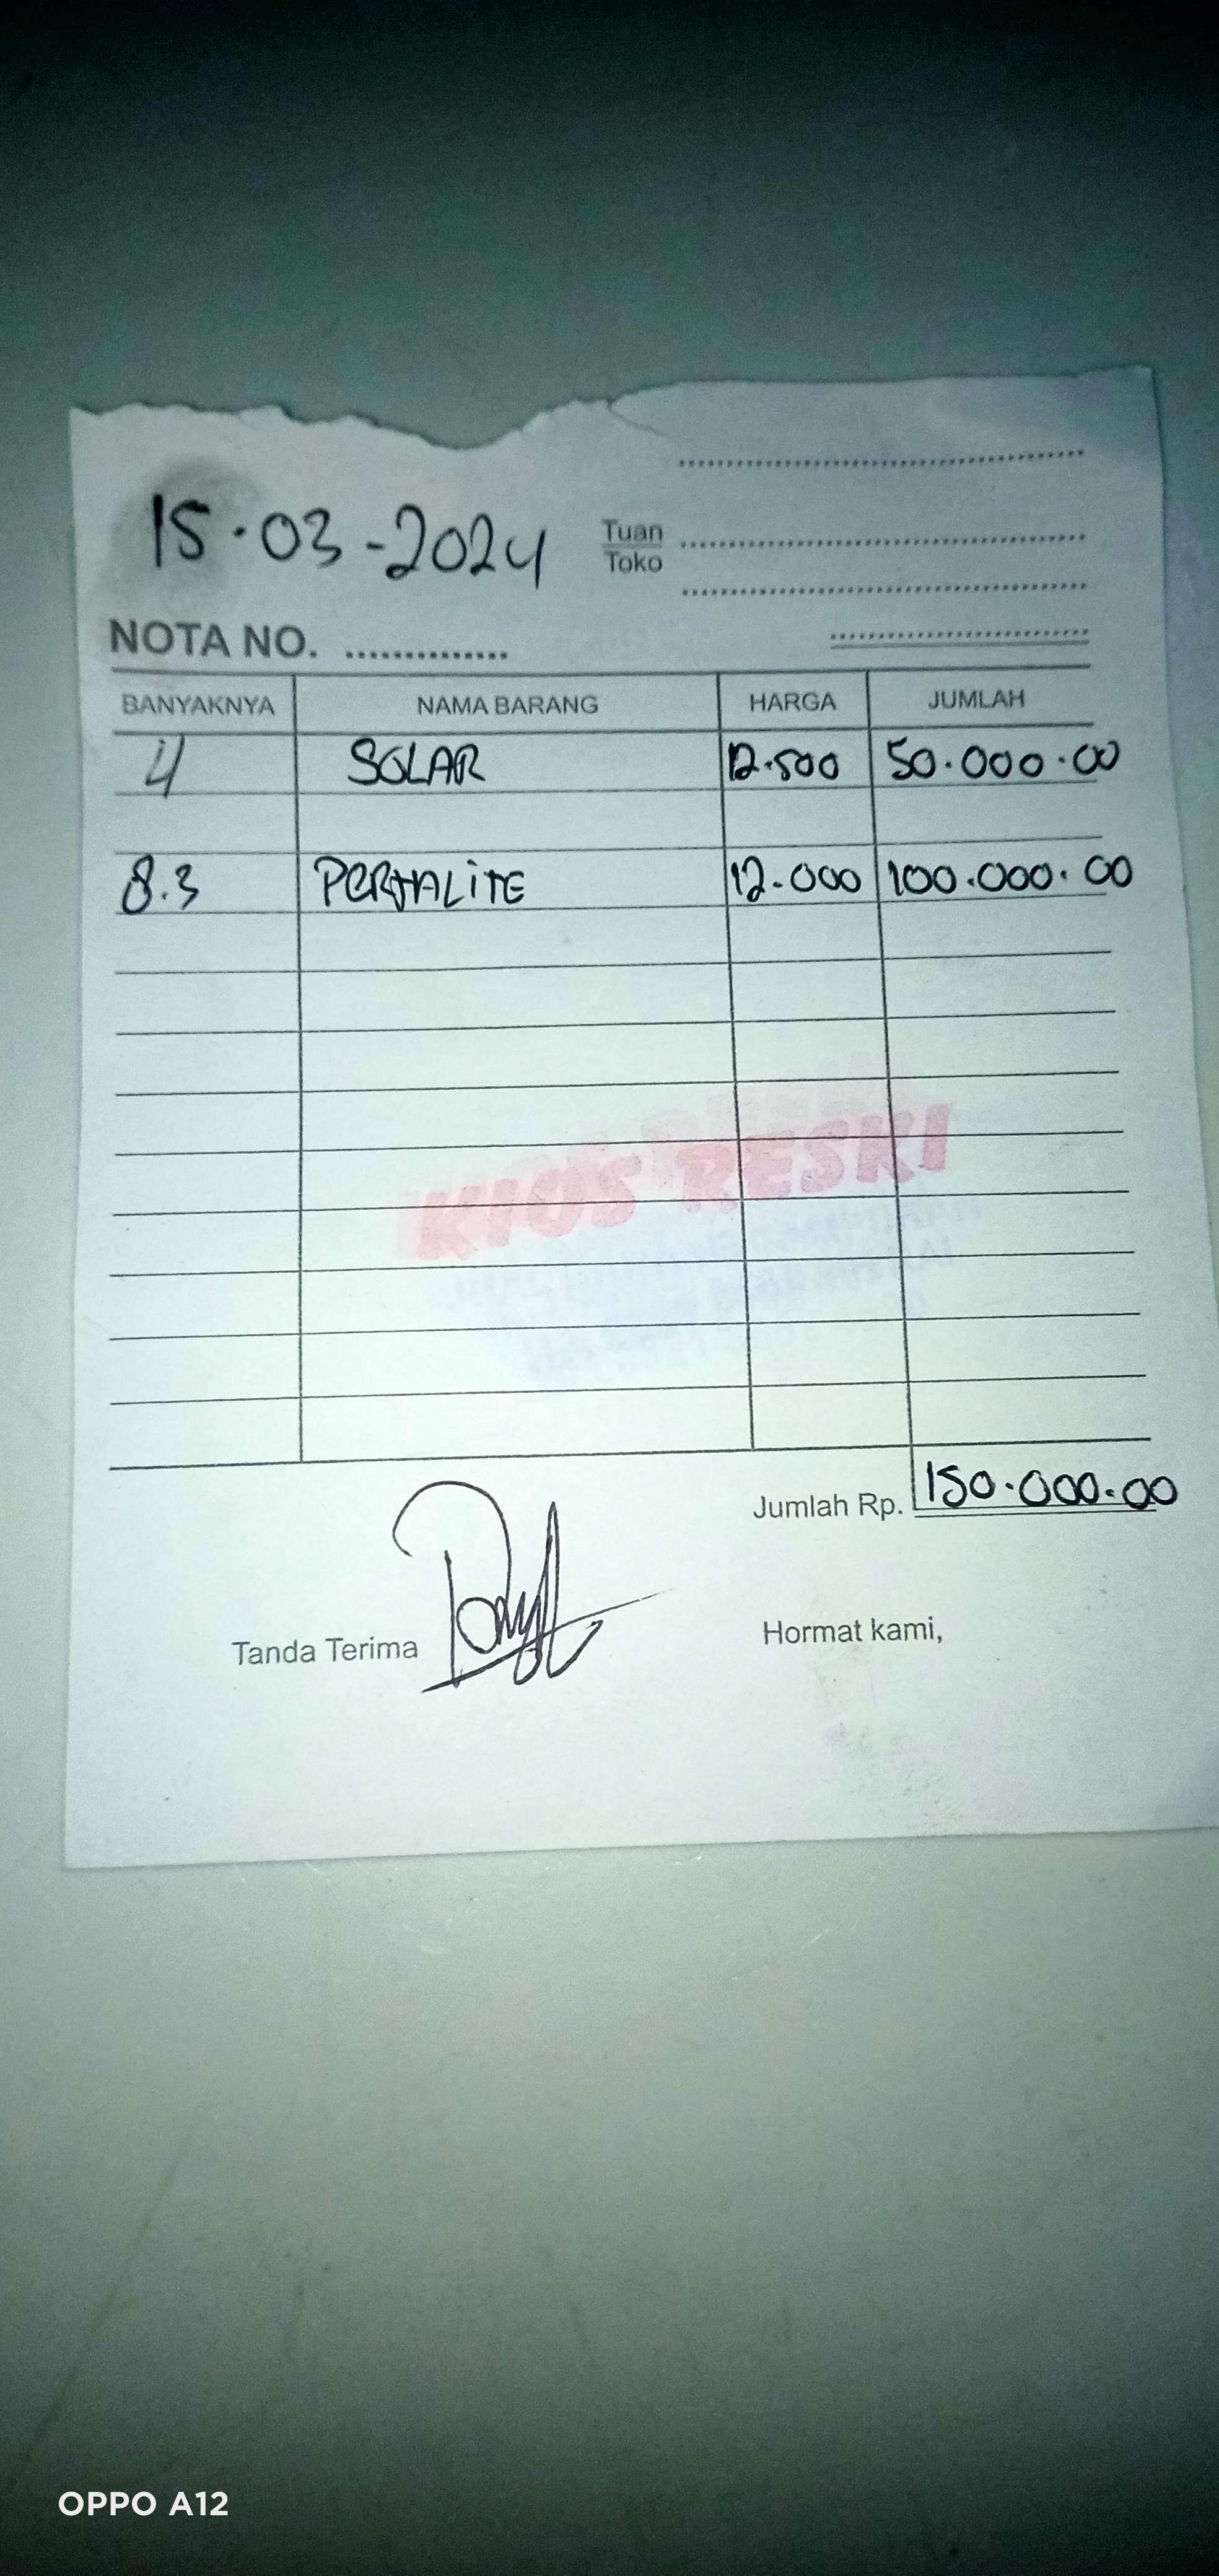 15·03-2024
Tuan
Toko
NOTA NO. ..............
BANYAKNYA NAMA BARANG HARGA JUMLAH
4 SOLAR 12.500 50.000.00
8.3 PERTALiTE 12.000 100.000.00
KIOS RESKI
Jumlah Rp. 150.000.00
Tanda Terima Hormat kami,
OPPO A12